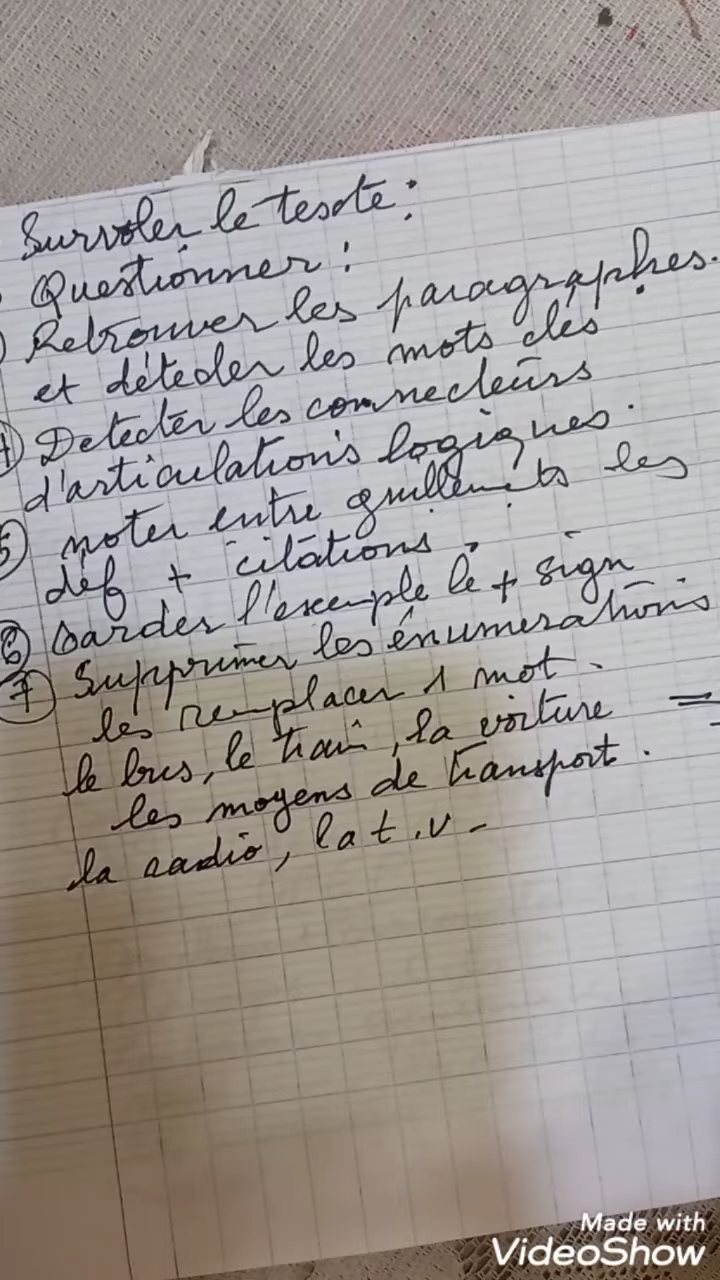 Survoler le texte :
Questionner :
Retrouver les paragraphes.
et détecter les mots clés
4) Detecter les connecteurs
d'articulations logiques.
5) noter entre guillemets les
déf + citations.
6) Garder l'exemple le + sign
7) Supprimer les énumerations
les remplacer 1 mot.
le bus, le train, la voiture =
les moyens de transport.
la radio, la t.v -
Made with
VideoShow